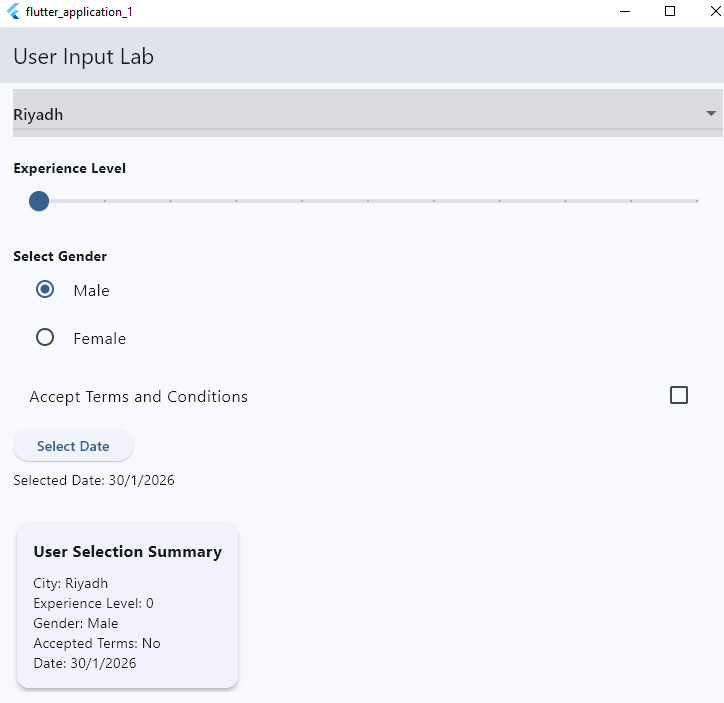 flutter_application_1
User Input Lab
Riyadh
Experience Level
Select Gender
Male
Female
Accept Terms and Conditions
Select Date
Selected Date: 30/1/2026
User Selection Summary
City: Riyadh
Experience Level: 0
Gender: Male
Accepted Terms: No
Date: 30/1/2026